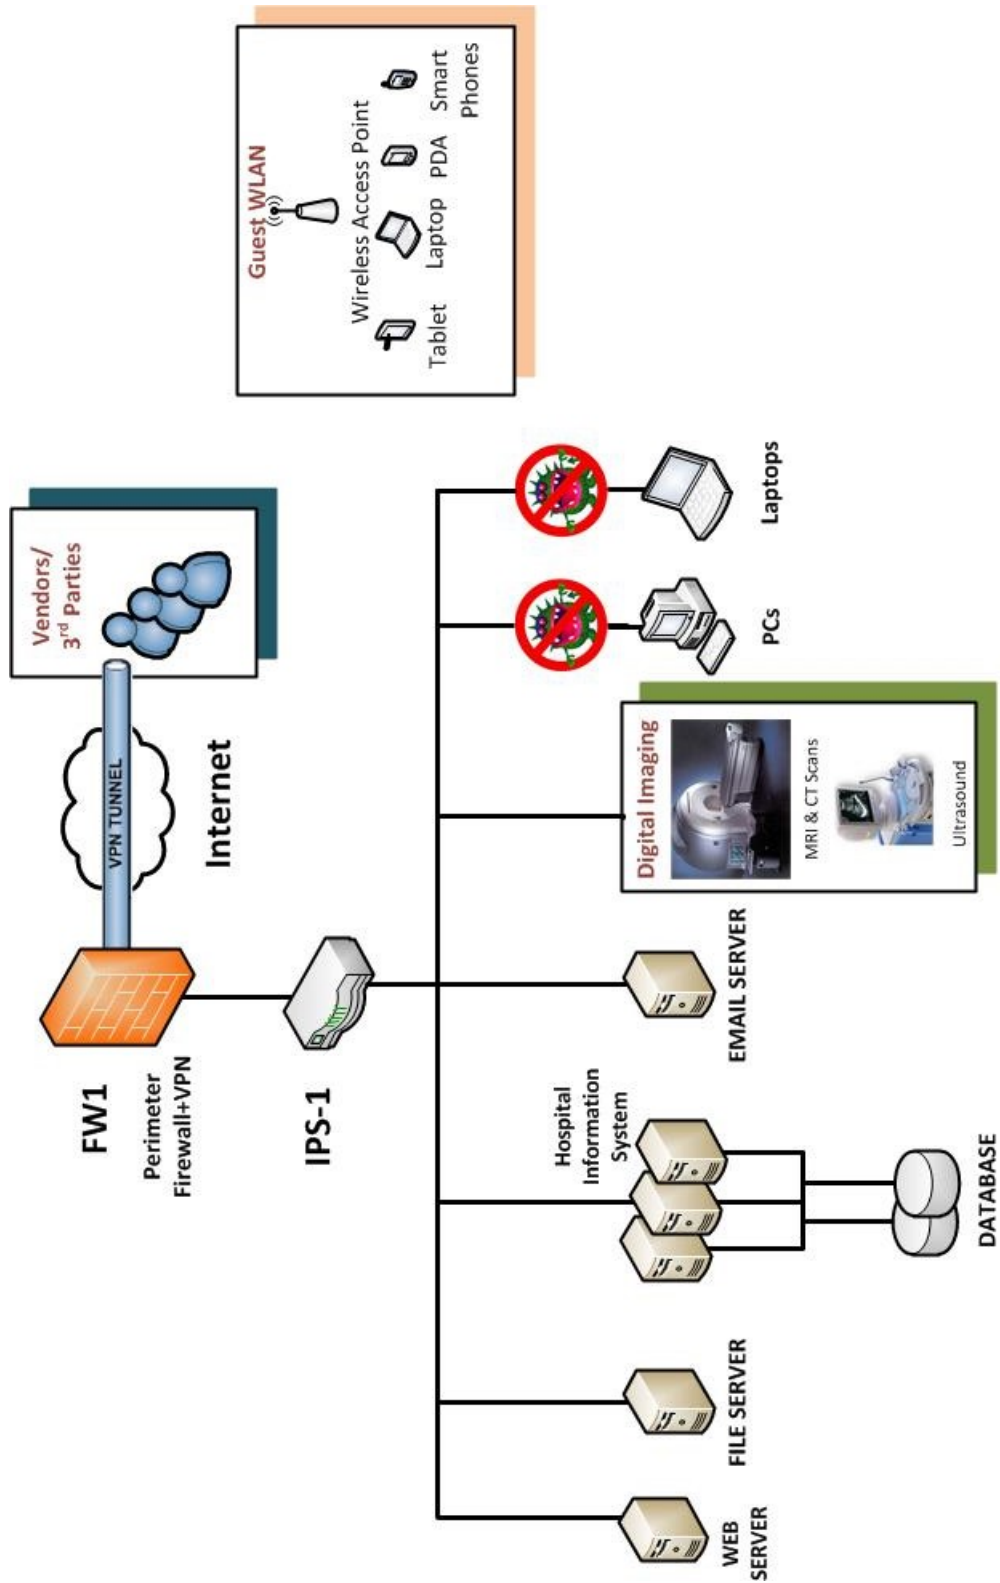 FW1
Perimeter
Firewall+VPN
VPN TUNNEL
Internet
Vendors/
3rd Parties
IPS-1
Guest WLAN
Wireless Access Point
Tablet
Laptop
PDA
Smart
Phones
WEB
SERVER
FILE SERVER
Hospital
Information
System
DATABASE
EMAIL SERVER
Digital Imaging
MRI & CT Scans
Ultrasound
PCs
Laptops